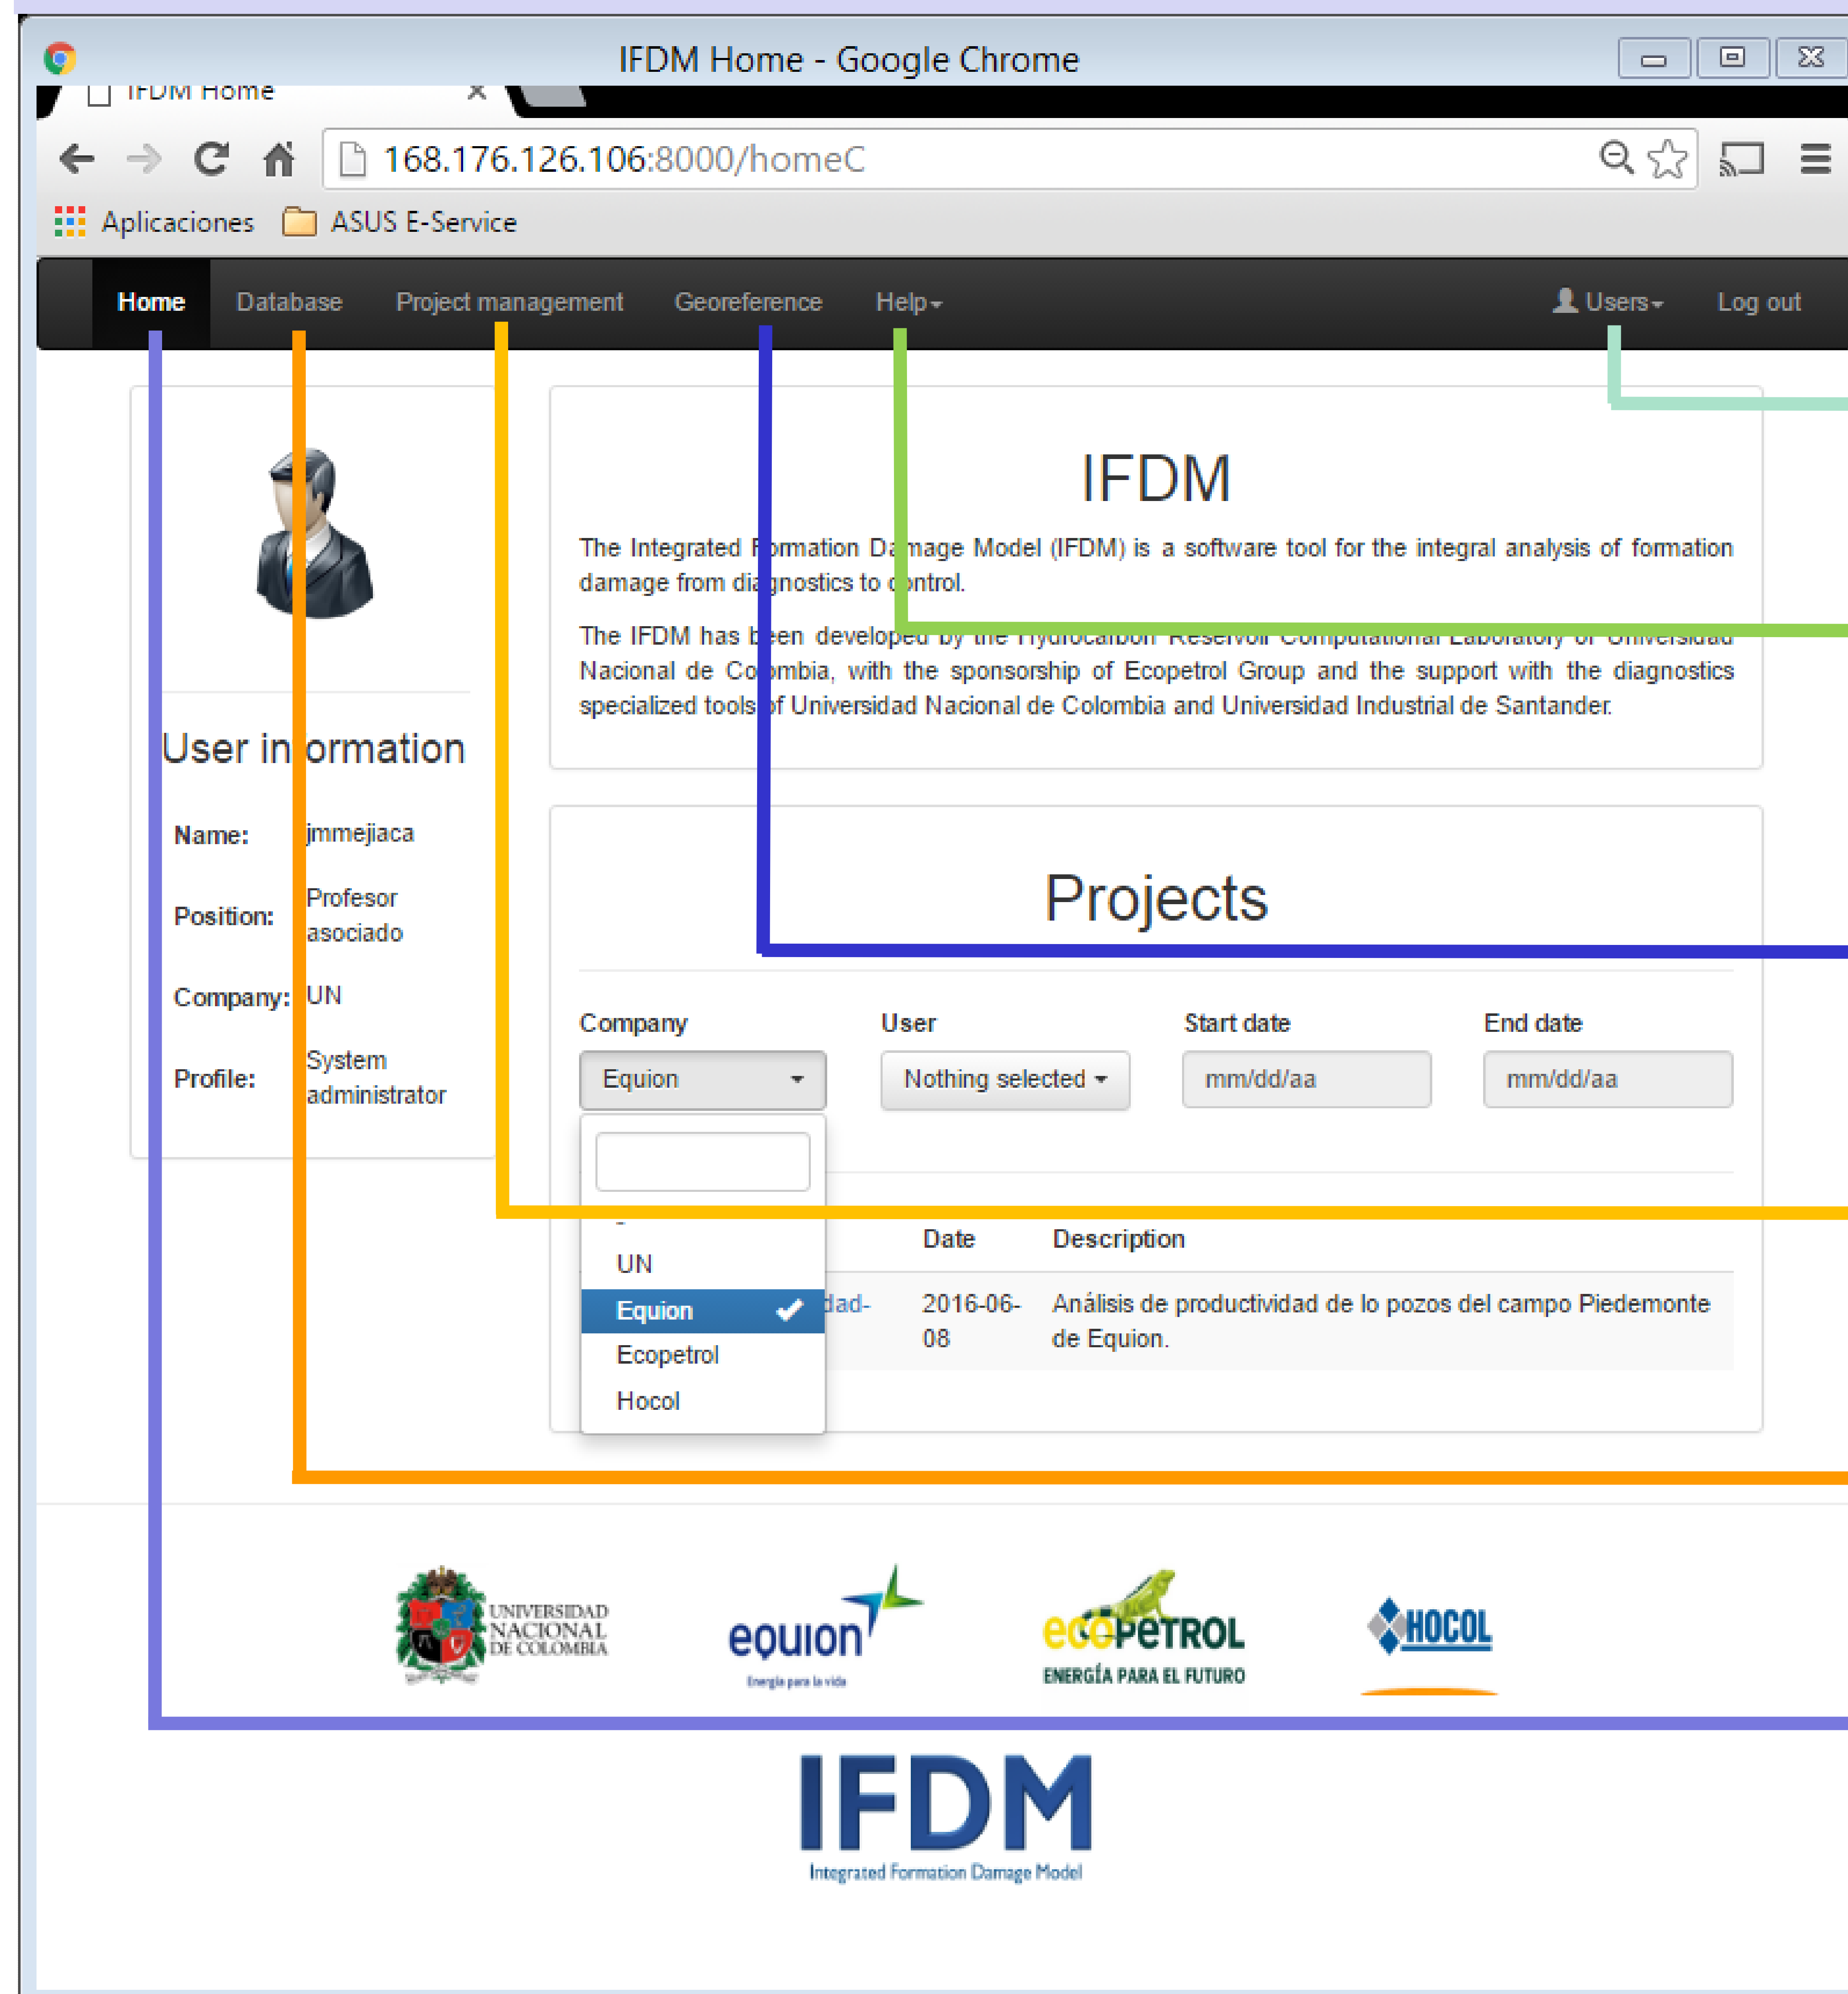 IFDM Home - Google Chrome
IFDM Home
168.176.126.106:8000/homeC
Aplicaciones ASUS E-Service
Home Database Project management Georeference Help Users Log out
IFDM
The Integrated Formation Damage Model (IFDM) is a software tool for the integral analysis of formation
damage from diagnostics to control.
The IFDM has been developed by the Hydrocarbon Reservoir Computational Laboratory of Universidad
Nacional de Colombia, with the sponsorship of Ecopetrol Group and the support with the diagnostics
specialized tools of Universidad Nacional de Colombia and Universidad Industrial de Santander.
User information
Name: jmmejiaca
Position: Profesor
asociado
Company: UN
Profile: System
administrator
Projects
Company User Start date End date
Equion Nothing selected mm/dd/aa mm/dd/aa
UN
Equion
Ecopetrol
Hocol
Date Description
dad- 2016-06- Análisis de productividad de lo pozos del campo Piedemonte
08 de Equion.
UNIVERSIDAD
NACIONAL
DE COLOMBIA
equion
Energía para la vida
ecopetrol
ENERGÍA PARA EL FUTURO
HOCOL
IFDM
Integrated Formation Damage Model